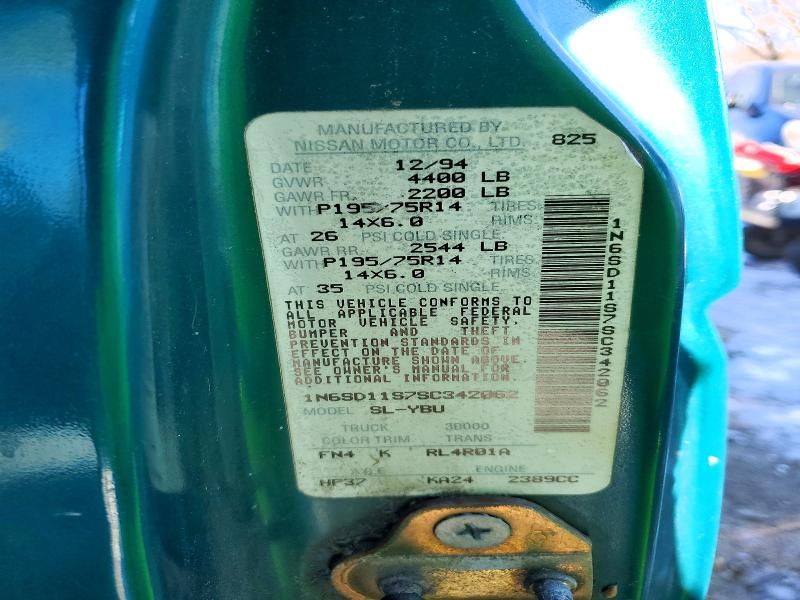 MANUFACTURED BY
NISSAN MOTOR CO., LTD. 825
DATE 12/94
GVWR 4400 LB
GAWR FR. 2200 LB
WITH P195/75R14 TIRES
14X6.0 RIMS
AT 26 PSI COLD SINGLE
GAWR RR. 2544 LB
WITH P195/75R14 TIRES
14X6.0 RIMS
AT 35 PSI COLD SINGLE
THIS VEHICLE CONFORMS TO
ALL APPLICABLE FEDERAL
MOTOR VEHICLE SAFETY,
BUMPER AND THEFT
PREVENTION STANDARDS IN
EFFECT ON THE DATE OF
MANUFACTURE SHOWN ABOVE.
SEE OWNER'S MANUAL FOR
ADDITIONAL INFORMATION
1N6SD11S7SC342062
MODEL SL-YBU
TRUCK 38000
COLOR TRIM TRANS
FN4 K RL4R01A
AXLE ENGINE
HF37 KA24 2389CC
1N6SD11S7SC342062